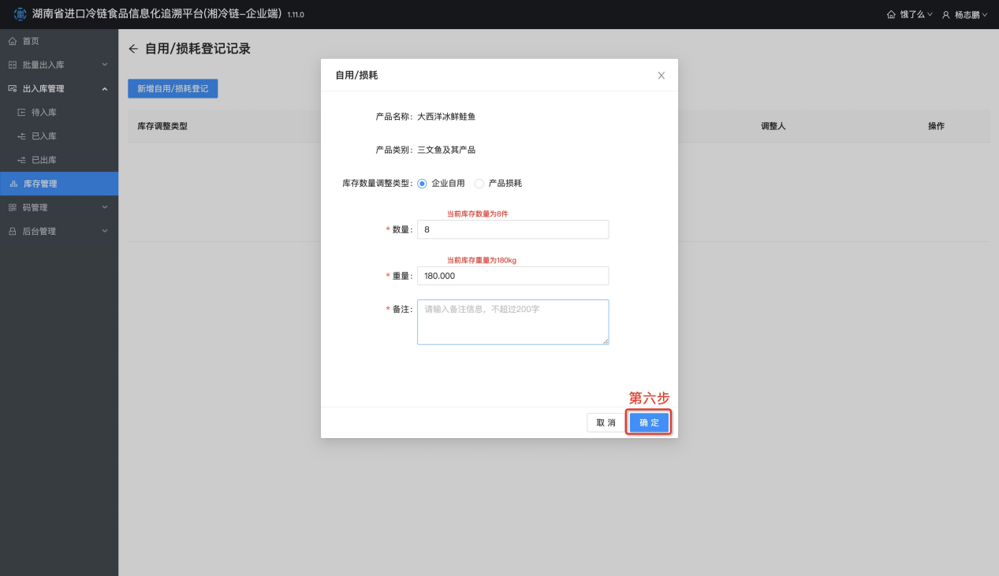 湖南省进口冷链食品信息化追溯平台(湘冷链-企业端) 1.11.0
饿了么 杨志鹏
首页
批量出入库
出入库管理
待入库
已入库
已出库
库存管理
码管理
后台管理
自用/损耗登记记录
新增自用/损耗登记
库存调整类型 调整人 操作
自用/损耗
产品名称: 大西洋冰鲜鲑鱼
产品类别: 三文鱼及其产品
库存数量调整类型: 企业自用 产品损耗
当前库存数量为8件
* 数量: 8
当前库存重量为180kg
* 重量: 180.000
* 备注: 请输入备注信息，不超过200字
第六步
取 消 确 定